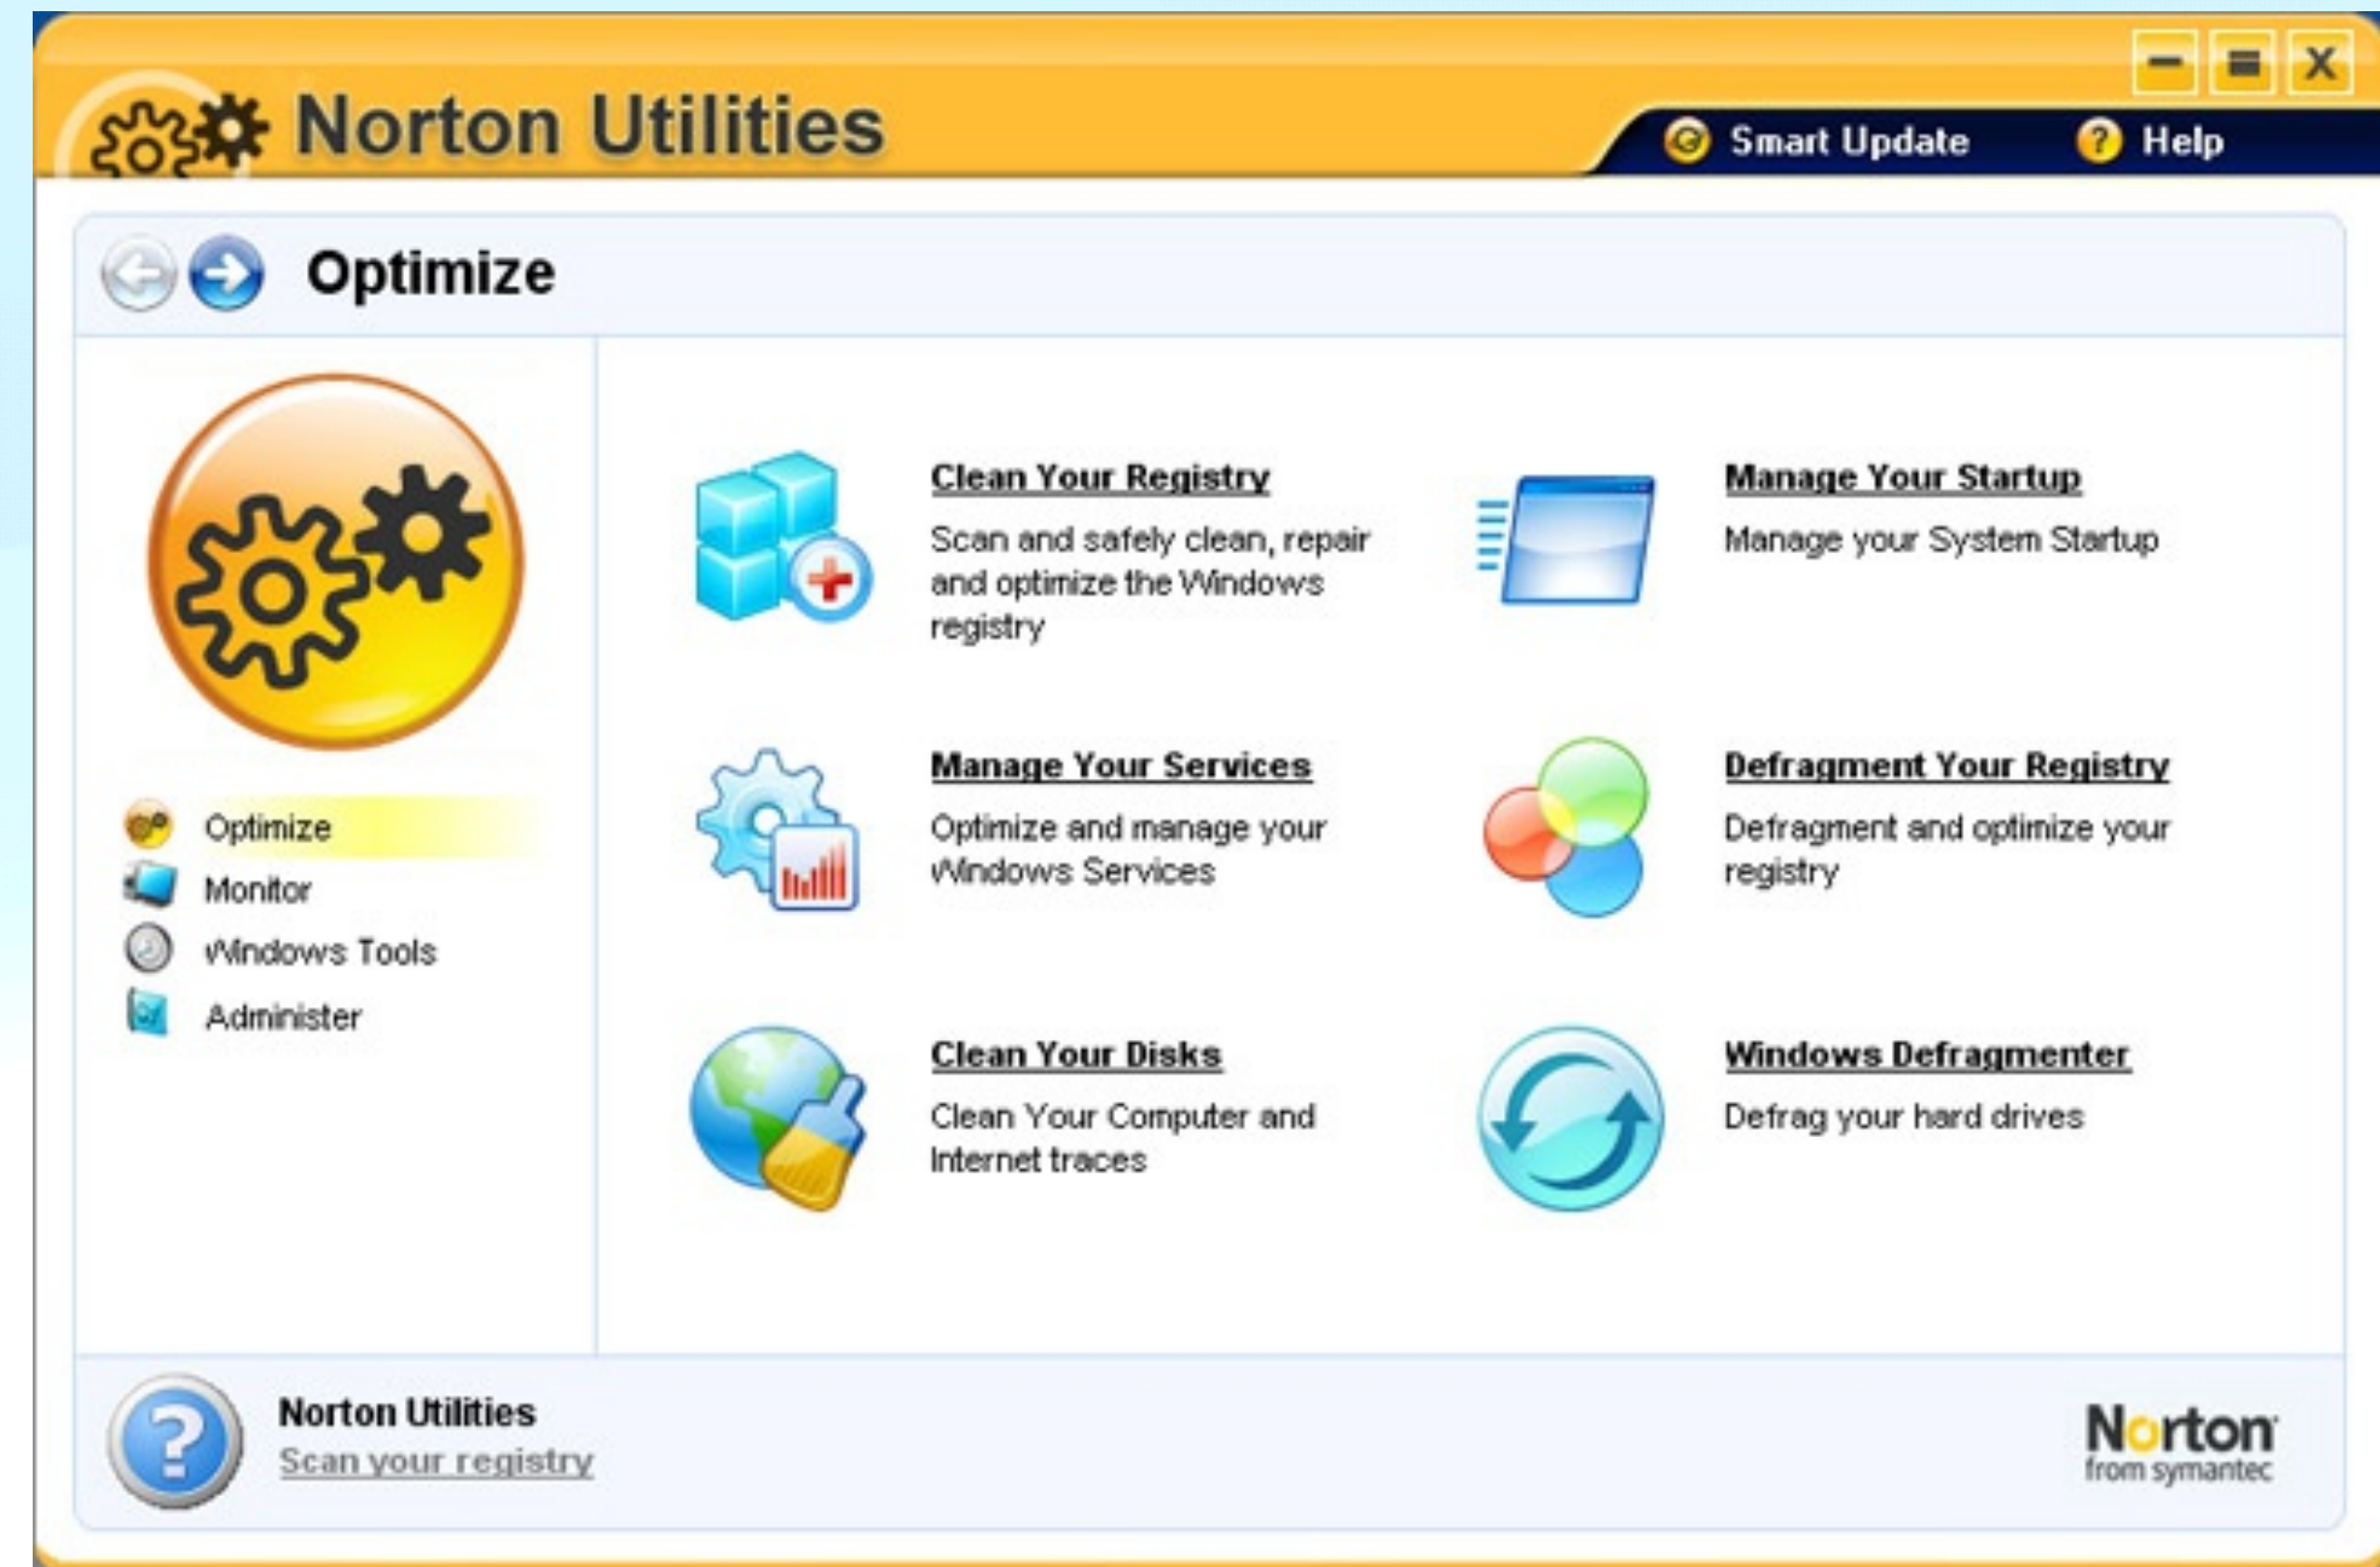 Norton Utilities
Smart Update
Help
Optimize
Optimize
Monitor
Windows Tools
Administer
Clean Your Registry
Scan and safely clean, repair
and optimize the Windows
registry
Manage Your Startup
Manage your System Startup
Manage Your Services
Optimize and manage your
Windows Services
Defragment Your Registry
Defragment and optimize your
registry
Clean Your Disks
Clean Your Computer and
Internet traces
Windows Defragmenter
Defrag your hard drives
Norton Utilities
Scan your registry
Norton
from symantec